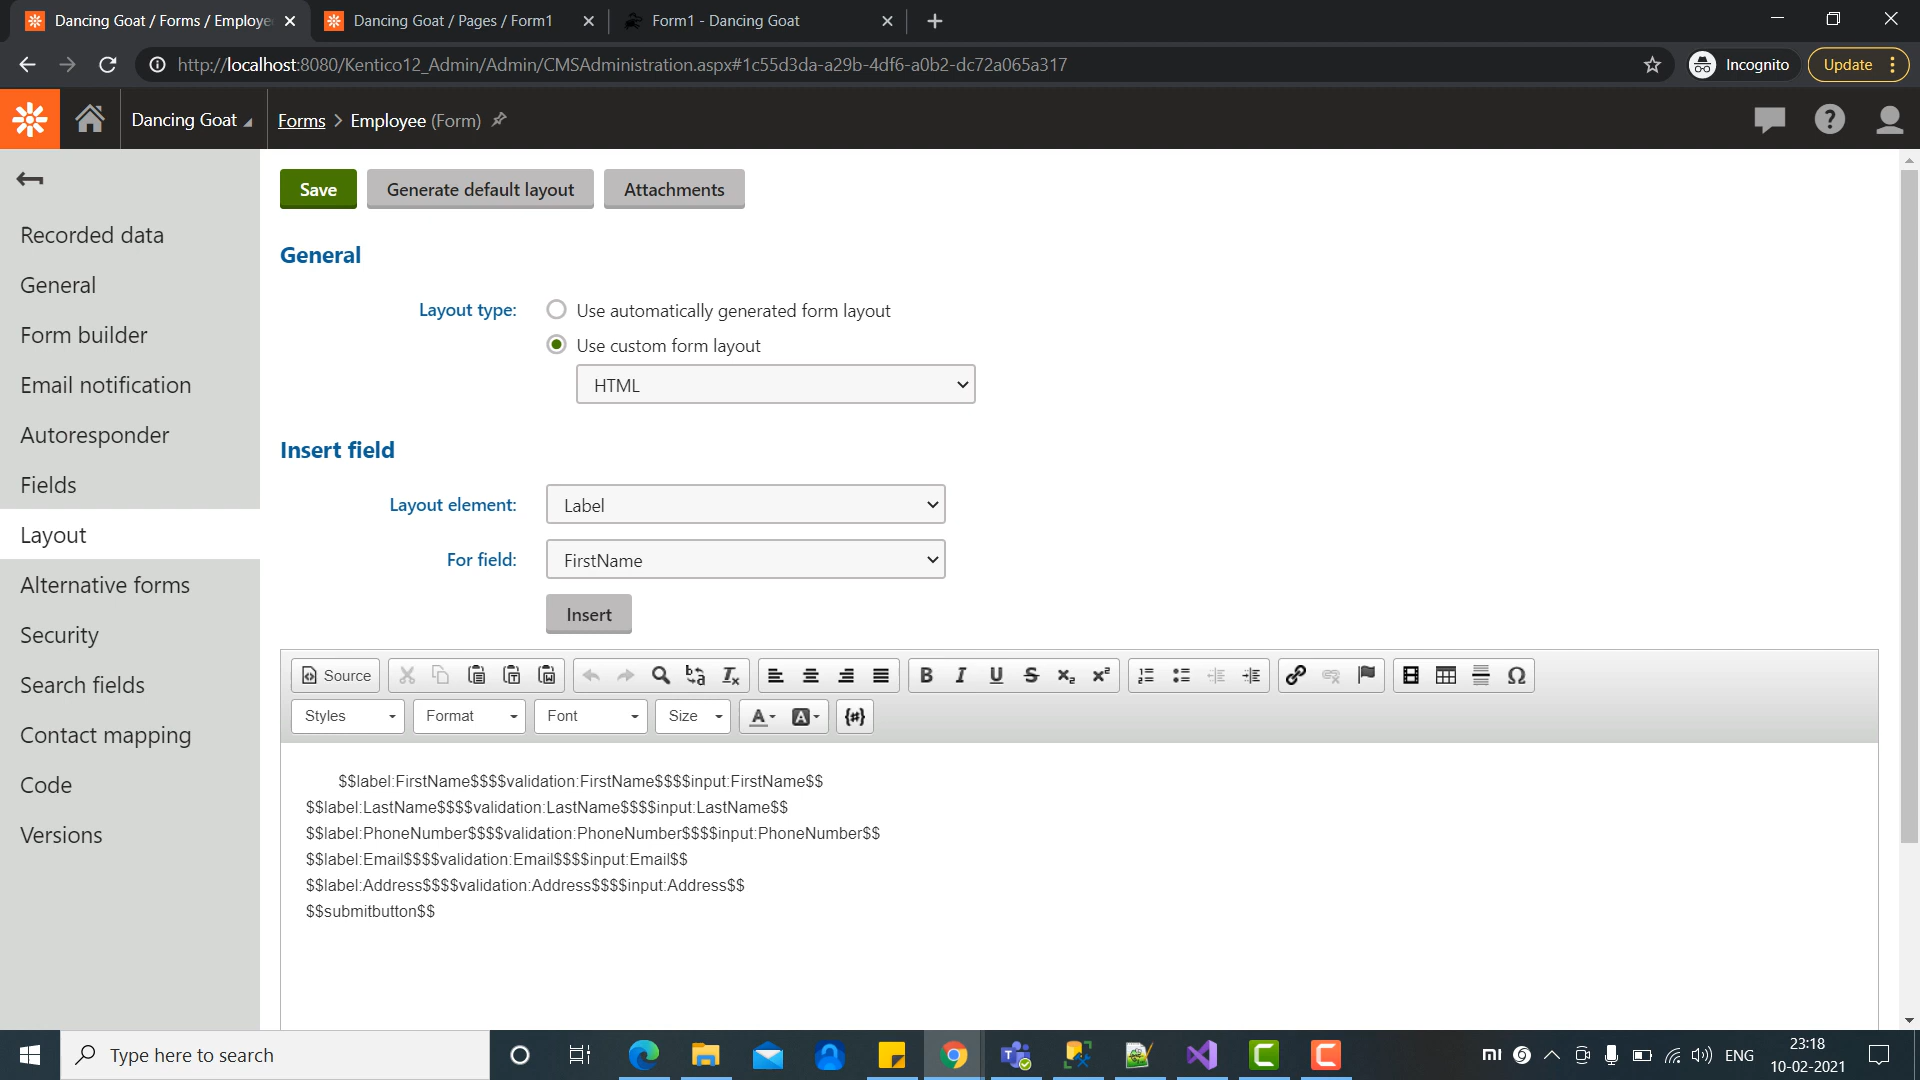 Dancing Goat / Forms / Employe
Dancing Goat / Pages / Form1
Form1 - Dancing Goat
http://localhost:8080/Kentico12_Admin/Admin/CMSAdministration.aspx#1c55d3da-a29b-4df6-a0b2-dc72a065a317
Incognito
Update
Dancing Goat
Forms > Employee (Form)
Save
Generate default layout
Attachments
Recorded data
General
Form builder
Email notification
Autoresponder
Fields
Layout
Alternative forms
Security
Search fields
Contact mapping
Code
Versions
General
Layout type:
Use automatically generated form layout
Use custom form layout
HTML
Insert field
Layout element:
Label
For field:
FirstName
Insert
Source
Styles
Format
Font
Size
$$label:FirstName$$$$validation:FirstName$$$$input:FirstName$$
$$label:LastName$$$$validation:LastName$$$$input:LastName$$
$$label:PhoneNumber$$$$validation:PhoneNumber$$$$input:PhoneNumber$$
$$label:Email$$$$validation:Email$$$$input:Email$$
$$label:Address$$$$validation:Address$$$$input:Address$$
$$submitbutton$$
Type here to search
ENG
23:18
10-02-2021